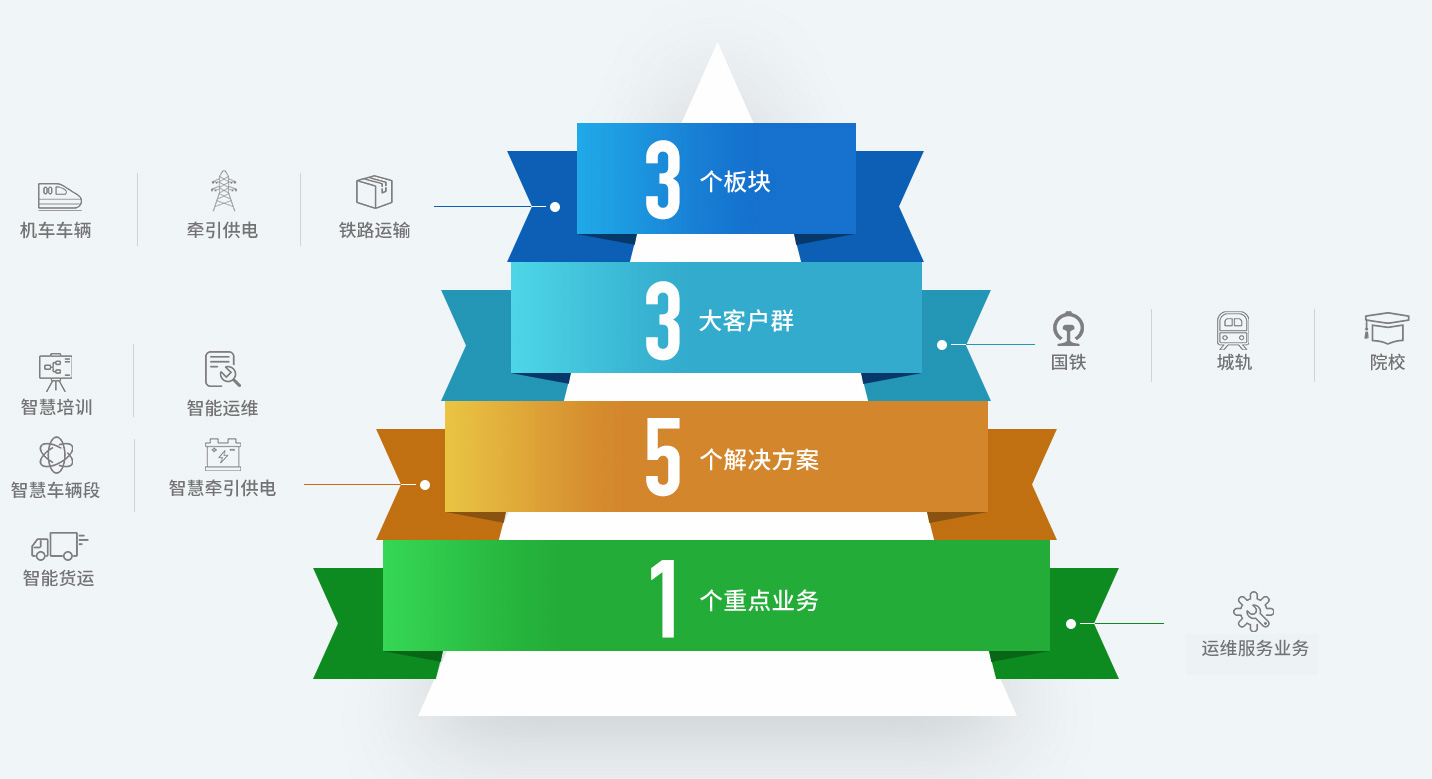 3 个板块
机车车辆
牵引供电
铁路运输
3 大客户群
国铁
城轨
院校
5 个解决方案
智慧培训
智能运维
智慧车辆段
智慧牵引供电
智能货运
1 个重点业务
运维服务业务